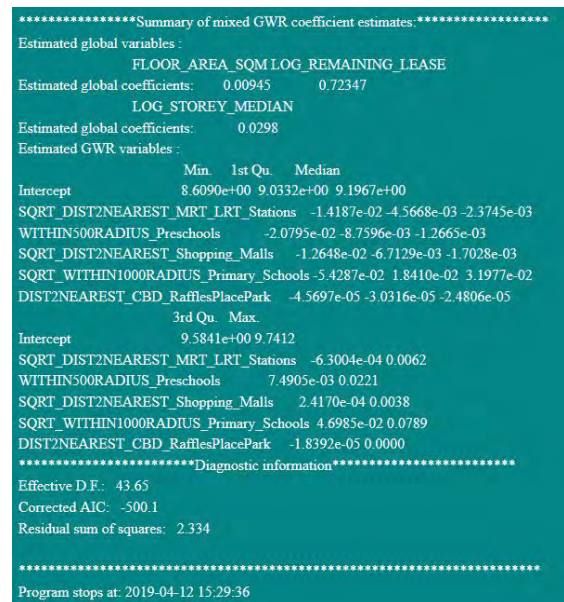 ****************Summary of mixed GWR coefficient estimates:******************
Estimated global variables :
FLOOR_AREA_SQM LOG_REMAINING_LEASE
Estimated global coefficients: 0.00945 0.72347
LOG_STOREY_MEDIAN
Estimated global coefficients: 0.0298
Estimated GWR variables :
Min. 1st Qu. Median
Intercept 8.6090e+00 9.0332e+00 9.1967e+00
SQRT_DIST2NEAREST_MRT_LRT_Stations -1.4187e-02 -4.5668e-03 -2.3745e-03
WITHIN500RADIUS_Preschools -2.0795e-02 -8.7596e-03 -1.2665e-03
SQRT_DIST2NEAREST_Shopping_Malls -1.2648e-02 -6.7129e-03 -1.7028e-03
SQRT_WITHIN1000RADIUS_Primary_Schools -5.4287e-02 1.8410e-02 3.1977e-02
DIST2NEAREST_CBD_RafflesPlacePark -4.5697e-05 -3.0316e-05 -2.4806e-05
3rd Qu. Max.
Intercept 9.5841e+00 9.7412
SQRT_DIST2NEAREST_MRT_LRT_Stations -6.3004e-04 0.0062
WITHIN500RADIUS_Preschools 7.4905e-03 0.0221
SQRT_DIST2NEAREST_Shopping_Malls 2.4170e-04 0.0038
SQRT_WITHIN1000RADIUS_Primary_Schools 4.6985e-02 0.0789
DIST2NEAREST_CBD_RafflesPlacePark -1.8392e-05 0.0000
************************Diagnostic information*************************
Effective D.F.: 43.65
Corrected AIC: -500.1
Residual sum of squares: 2.334
***********************************************************************
Program stops at: 2019-04-12 15:29:36